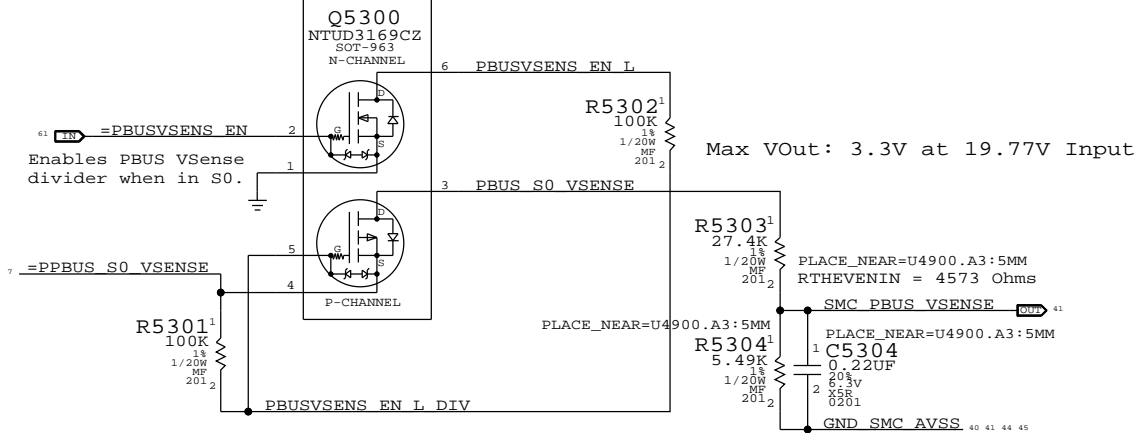 Q5300
NTUD3169CZ
SOT-963
N-CHANNEL
6 PBUSVSENS_EN_L
D
G
S
61 IN =PBUSVSENS_EN 2
Enables PBUS VSense
divider when in S0.
1
R5302 1
100K
1%
1/20W
MF
201 2
Max VOut: 3.3V at 19.77V Input
3 PBUS_S0_VSENSE
D
G
S
5
7 =PPBUS_S0_VSENSE
4
P-CHANNEL
R5303 1
27.4K
1%
1/20W
MF
201 2
PLACE_NEAR=U4900.A3:5MM
RTHEVENIN = 4573 Ohms
SMC_PBUS_VSENSE OUT 41
R5301 1
100K
1%
1/20W
MF
201 2
PLACE_NEAR=U4900.A3:5MM
R5304 1
5.49K
1%
1/20W
MF
201 2
PLACE_NEAR=U4900.A3:5MM
1 C5304
0.22UF
20%
6.3V
2 X5R
0201
PBUSVSENS_EN_L_DIV
GND_SMC_AVSS 40 41 44 45